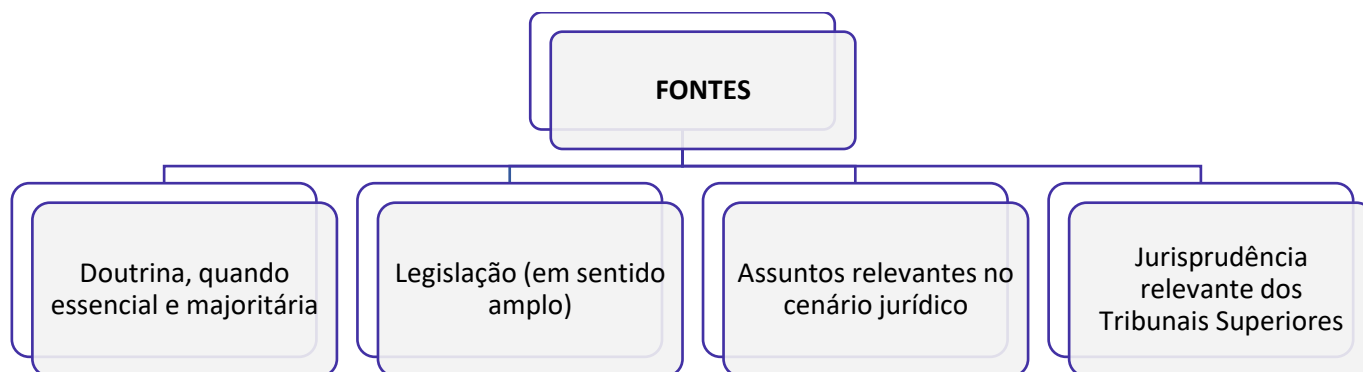 FONTES
Doutrina, quando
essencial e majoritária
Legislação (em sentido
amplo)
Assuntos relevantes no
cenário jurídico
Jurisprudência
relevante dos
Tribunais Superiores